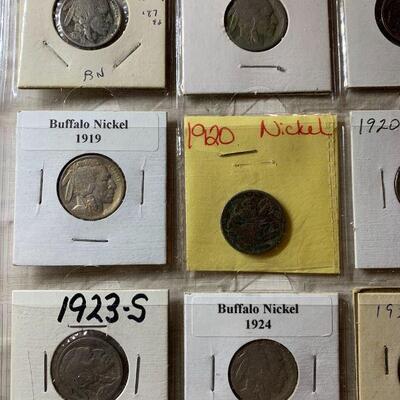 BN
Buffalo Nickel
1919
1920 Nickel
1920
1923-S
Buffalo Nickel
1924